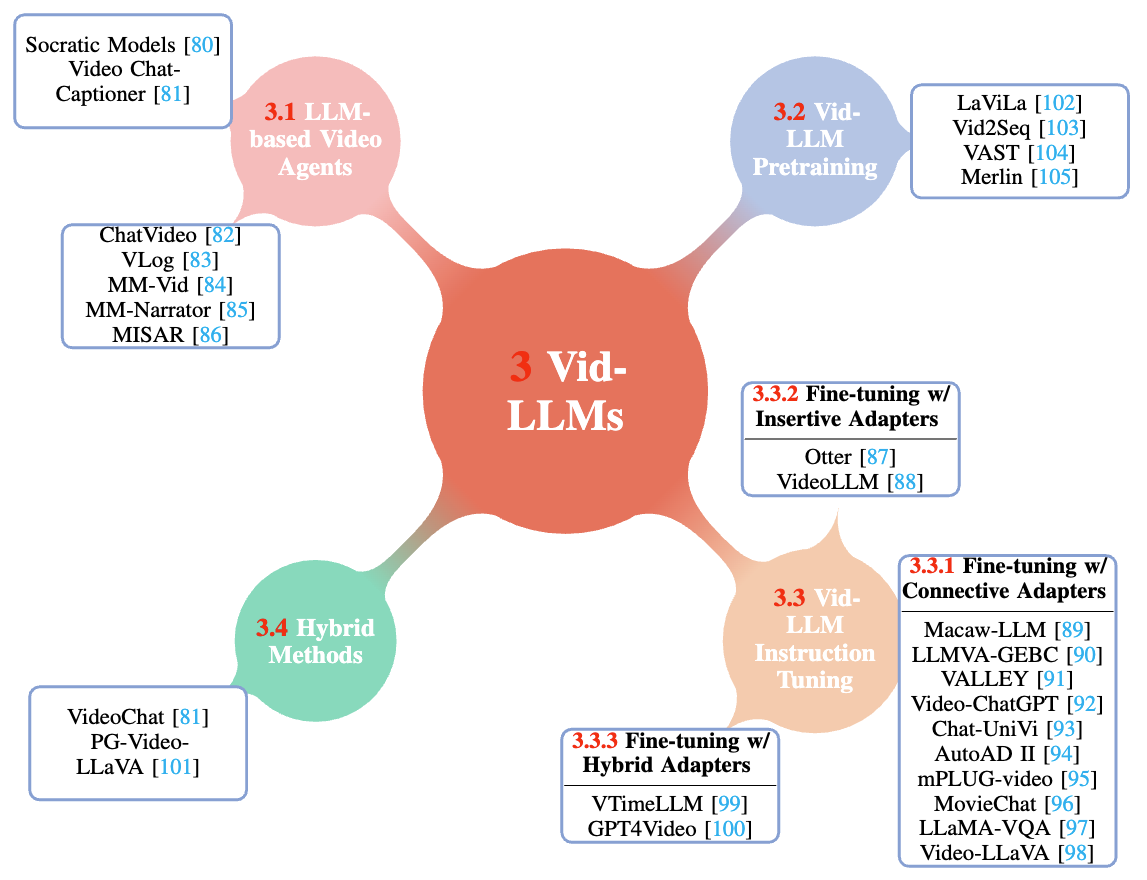 Socratic Models [80]
Video Chat-
Captioner [81]
3.1 LLM-
based Video
Agents
ChatVideo [82]
VLog [83]
MM-Vid [84]
MM-Narrator [85]
MISAR [86]
3.2 Vid-
LLM
Pretraining
LaViLa [102]
Vid2Seq [103]
VAST [104]
Merlin [105]
3 Vid-
LLMs
3.3.2 Fine-tuning w/
Insertive Adapters
Otter [87]
VideoLLM [88]
3.3 Vid-
LLM
Instruction
Tuning
3.3.1 Fine-tuning w/
Connective Adapters
Macaw-LLM [89]
LLMVA-GEBC [90]
VALLEY [91]
Video-ChatGPT [92]
Chat-UniVi [93]
AutoAD II [94]
mPLUG-video [95]
MovieChat [96]
LLaMA-VQA [97]
Video-LLaVA [98]
3.3.3 Fine-tuning w/
Hybrid Adapters
VTimeLLM [99]
GPT4Video [100]
3.4 Hybrid
Methods
VideoChat [81]
PG-Video-
LLaVA [101]